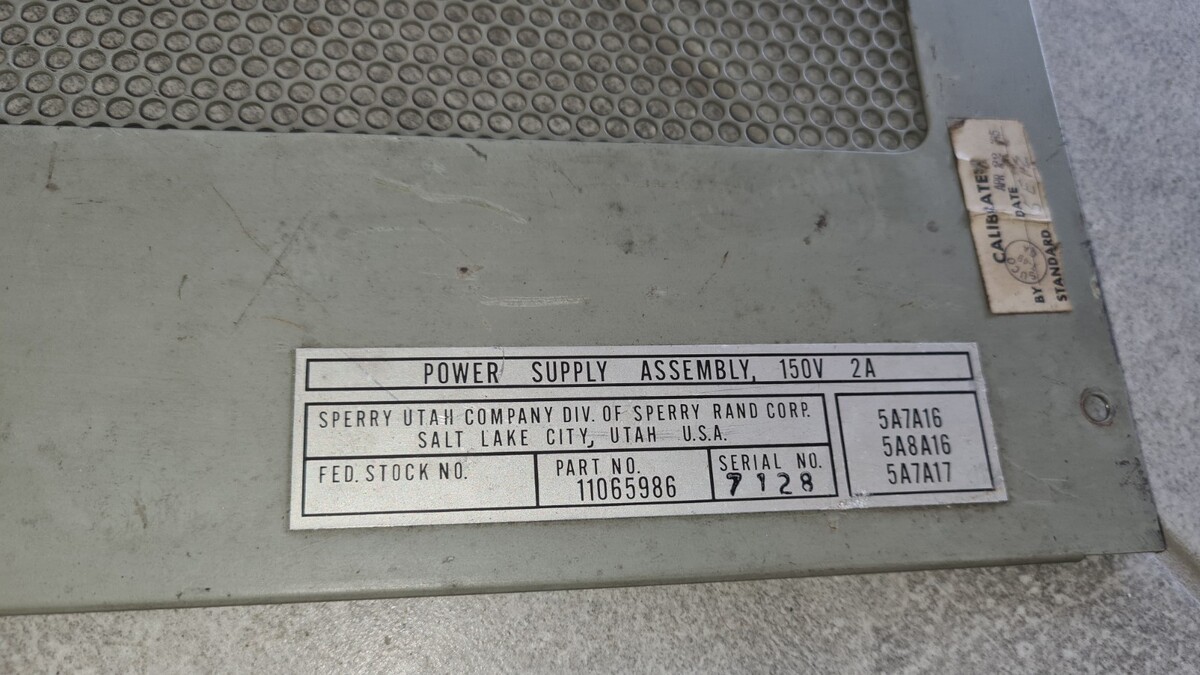 POWER SUPPLY ASSEMBLY, 150V 2A
SPERRY UTAH COMPANY DIV. OF SPERRY RAND CORP.
SALT LAKE CITY, UTAH U.S.A.
FED. STOCK NO.
PART NO.
11065986
SERIAL NO.
7128
5A7A16
5A8A16
5A7A17
CALIBRATE
DATE
BY
STANDARD